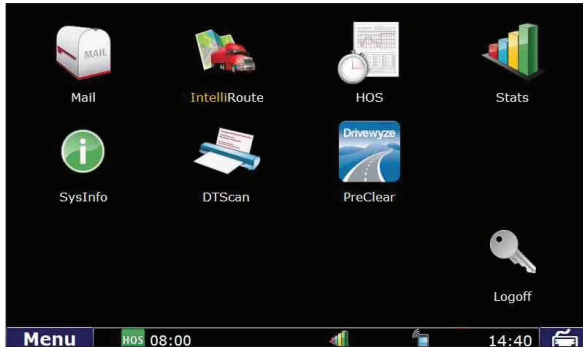 MAIL
Mail
IntelliRoute
HOS
Stats
SysInfo
DTScan
Drivewyze
PreClear
Logoff
Menu
HOS 08:00
14:40